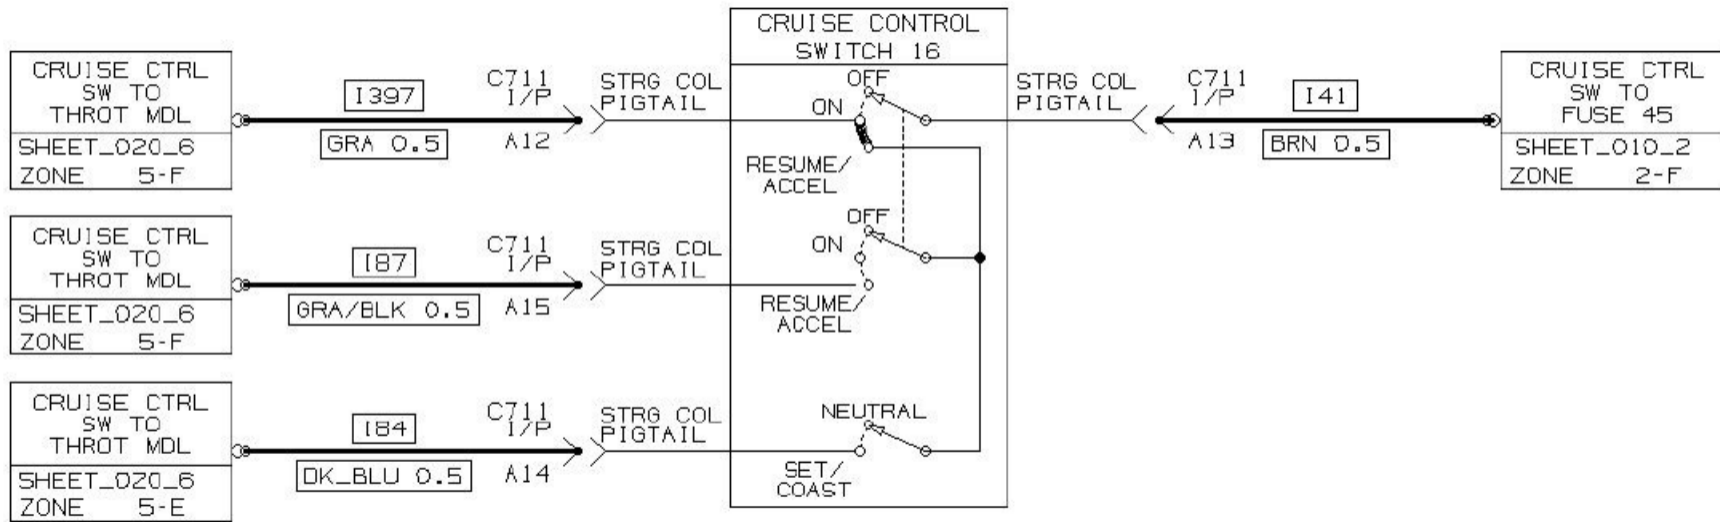 CRUISE CONTROL
SWITCH 16
CRUISE CTRL
SW TO
THROT MDL
SHEET_020_6
ZONE 5-F
I397
GRA 0.5
C711
I/P
A12
STRG COL
PIGTAIL
OFF
ON
RESUME/
ACCEL
STRG COL
PIGTAIL
C711
I/P
A13
I41
BRN 0.5
CRUISE CTRL
SW TO
FUSE 45
SHEET_010_2
ZONE 2-F
CRUISE CTRL
SW TO
THROT MDL
SHEET_020_6
ZONE 5-F
I87
GRA/BLK 0.5
C711
I/P
A15
STRG COL
PIGTAIL
OFF
ON
RESUME/
ACCEL
CRUISE CTRL
SW TO
THROT MDL
SHEET_020_6
ZONE 5-E
I84
DK_BLU 0.5
C711
I/P
A14
STRG COL
PIGTAIL
NEUTRAL
SET/
COAST